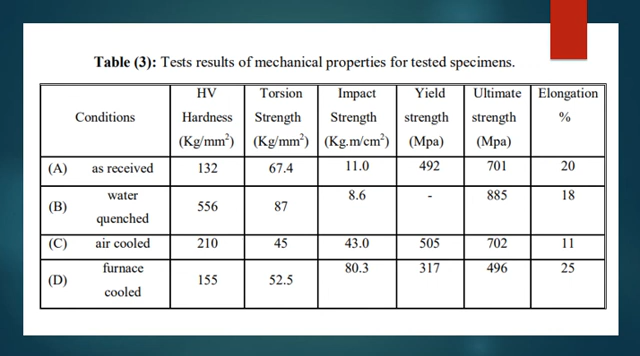 Table (3): Tests results of mechanical properties for tested specimens.
Conditions HV Hardness (Kg/mm²) Torsion Strength (Kg/mm²) Impact Strength (Kg.m/cm²) Yield strength (Mpa) Ultimate strength (Mpa) Elongation %
(A) as received 132 67.4 11.0 492 701 20
(B) water quenched 556 87 8.6 - 885 18
(C) air cooled 210 45 43.0 505 702 11
(D) furnace cooled 155 52.5 80.3 317 496 25